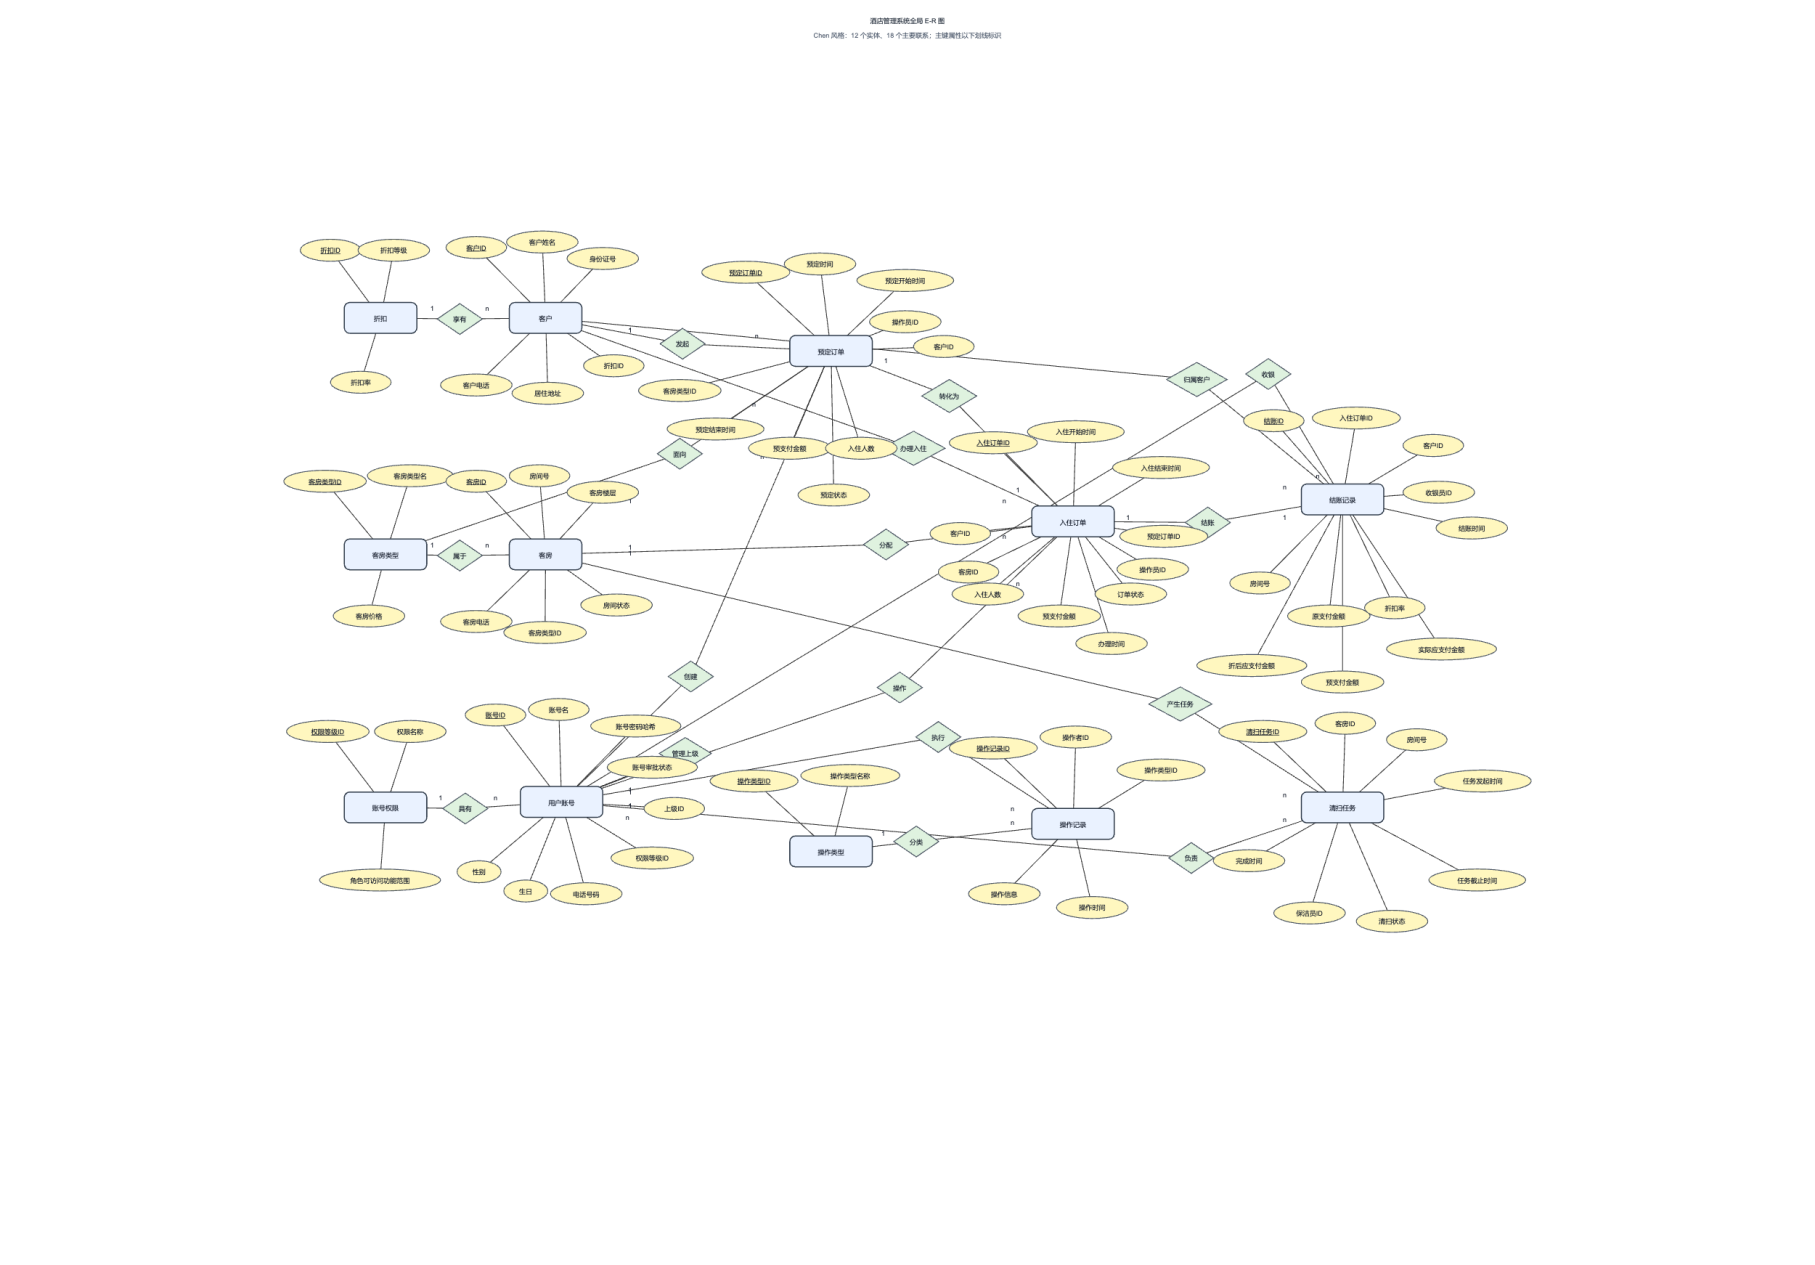 酒店管理系统全局 E-R 图
Chen 风格：12 个实体、18 个主要联系；主键属性以下划线标识
折扣ID
折扣等级
客户ID
客户姓名
身份证号
预定订单ID
预定时间
预定开始时间
折扣
1
享有
n
客户
1
发起
n
预定订单
操作员ID
客户ID
1
折扣率
客户电话
居住地址
折扣ID
客房类型ID
转化为
归属客户
收银
n
预定结束时间
面向
n
预支付金额
入住人数
办理入住
入住订单ID
入住开始时间
结账ID
入住订单ID
客户ID
客房类型ID
客房类型名
客房ID
房间号
客房楼层
1
预定状态
1
n
入住结束时间
n
n
结账记录
收银员ID
结账时间
客房类型
1
属于
n
客房
1
1
分配
客户ID
n
入住订单
1
结账
1
预定订单ID
客房ID
n
入住人数
操作员ID
订单状态
房间号
客房价格
客房电话
客房类型ID
房间状态
预支付金额
办理时间
原支付金额
折扣率
实际应支付金额
折后应支付金额
预支付金额
创建
操作
产生任务
权限等级ID
权限名称
账号ID
账号名
账号密码哈希
管理上级
账号审批状态
执行
操作记录ID
操作者ID
操作类型ID
清扫任务ID
客房ID
房间号
任务发起时间
操作类型ID
操作类型名称
账号权限
1
具有
n
用户账号
1
1
n
上级ID
n
n
操作记录
n
n
清扫任务
操作类型
1
分类
负责
完成时间
权限等级ID
角色可访问功能范围
性别
生日
电话号码
操作信息
操作时间
保洁员ID
清扫状态
任务截止时间